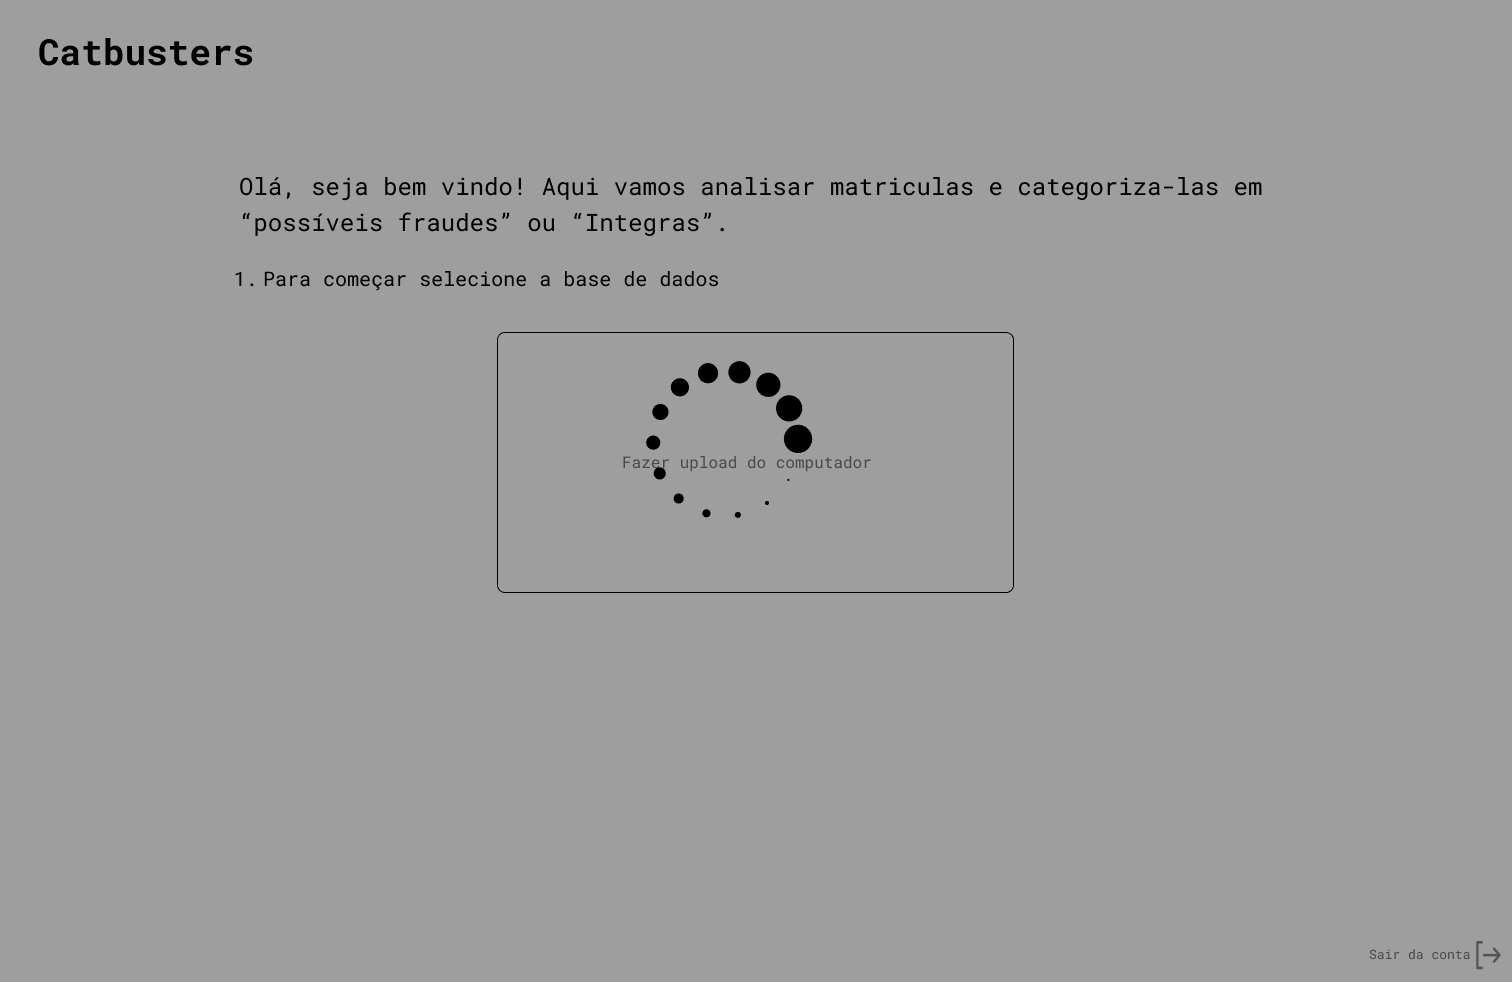 Catbusters
Olá, seja bem vindo! Aqui vamos analisar matriculas e categoriza-las em
“possíveis fraudes” ou “Integras”.
1. Para começar selecione a base de dados
Fazer upload do computador
Sair da conta